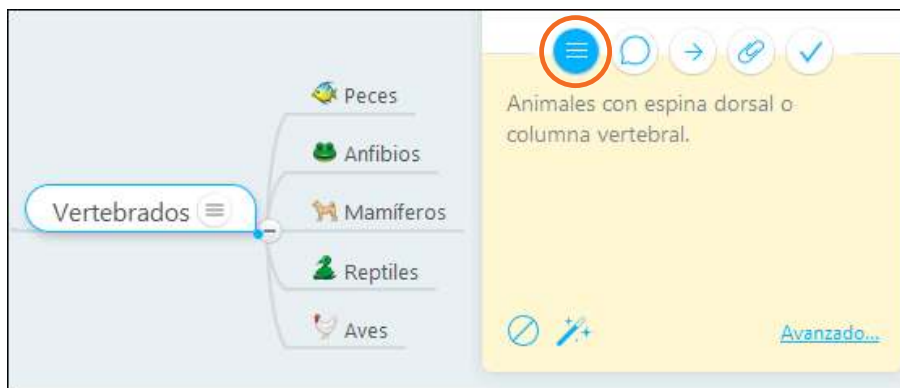 Peces
Anfibios
Vertebrados
Mamíferos
Reptiles
Aves
Animales con espina dorsal o
columna vertebral.
Avanzado...